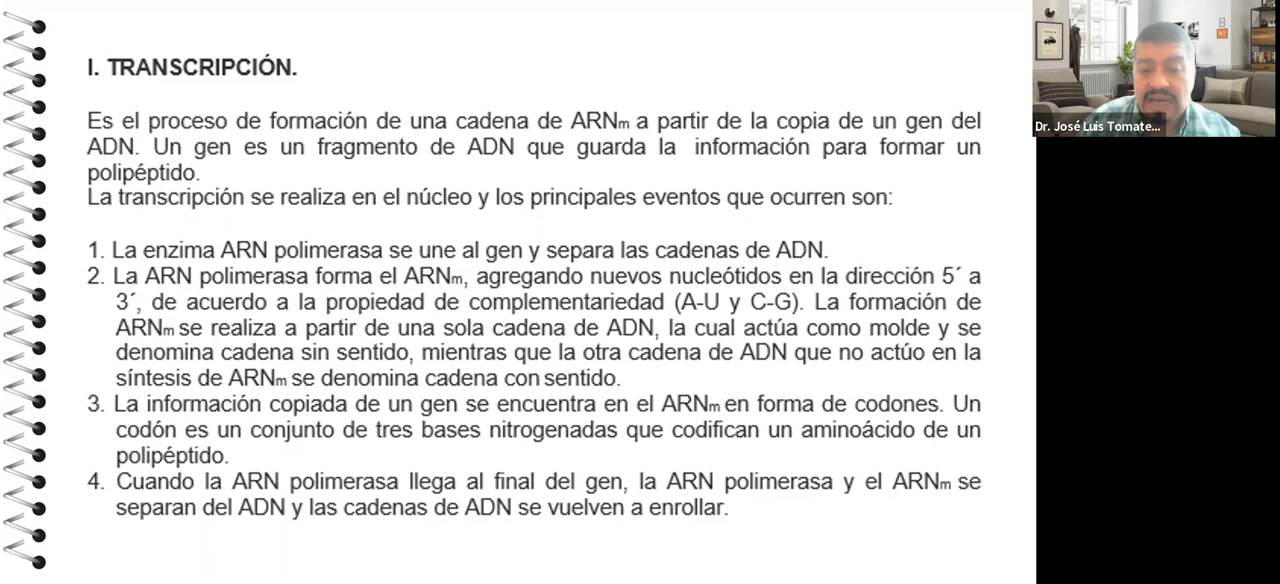 I. TRANSCRIPCIÓN.
Es el proceso de formación de una cadena de ARNm a partir de la copia de un gen del
ADN. Un gen es un fragmento de ADN que guarda la información para formar un
polipéptido.
La transcripción se realiza en el núcleo y los principales eventos que ocurren son:
1. La enzima ARN polimerasa se une al gen y separa las cadenas de ADN.
2. La ARN polimerasa forma el ARNm, agregando nuevos nucleótidos en la dirección 5´ a
3´, de acuerdo a la propiedad de complementariedad (A-U y C-G). La formación de
ARNm se realiza a partir de una sola cadena de ADN, la cual actúa como molde y se
denomina cadena sin sentido, mientras que la otra cadena de ADN que no actúo en la
síntesis de ARNm se denomina cadena con sentido.
3. La información copiada de un gen se encuentra en el ARNm en forma de codones. Un
codón es un conjunto de tres bases nitrogenadas que codifican un aminoácido de un
polipéptido.
4. Cuando la ARN polimerasa llega al final del gen, la ARN polimerasa y el ARNm se
separan del ADN y las cadenas de ADN se vuelven a enrollar.
Dr. José Luis Tomate...